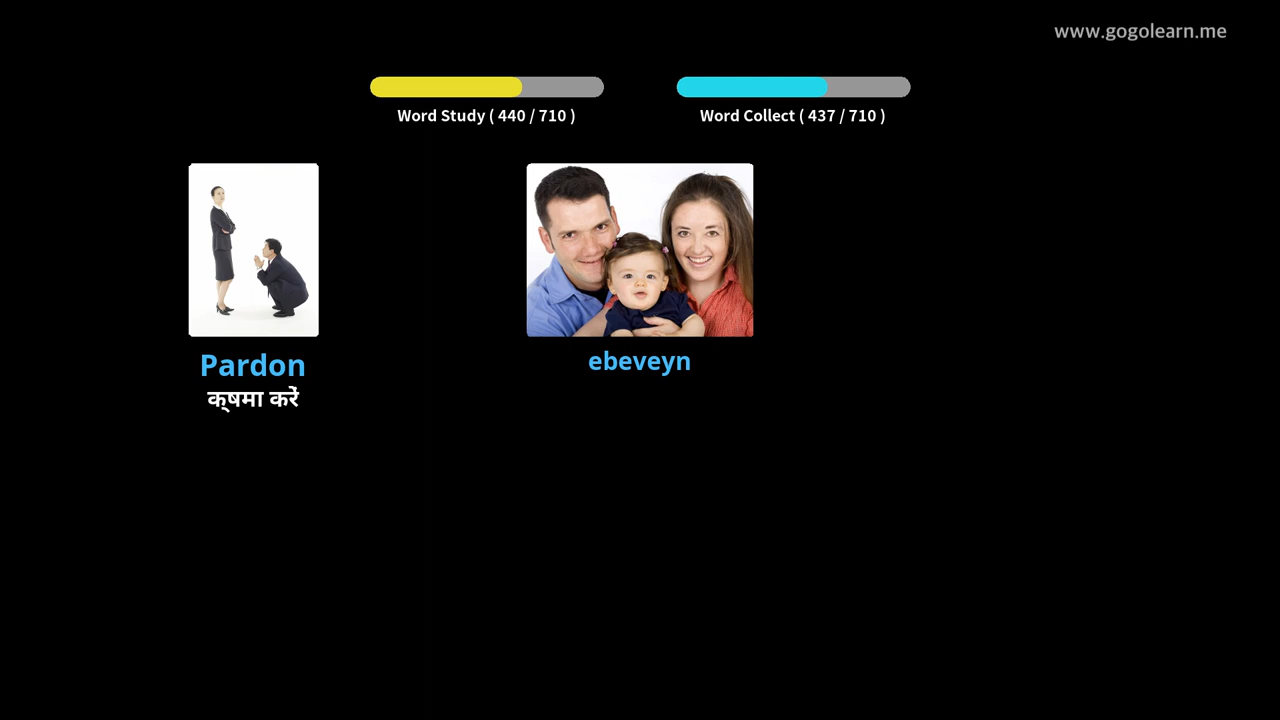 www.gogolearn.me
Word Study ( 440 / 710 )
Word Collect ( 437 / 710 )
Pardon
क्षमा करें
ebeveyn